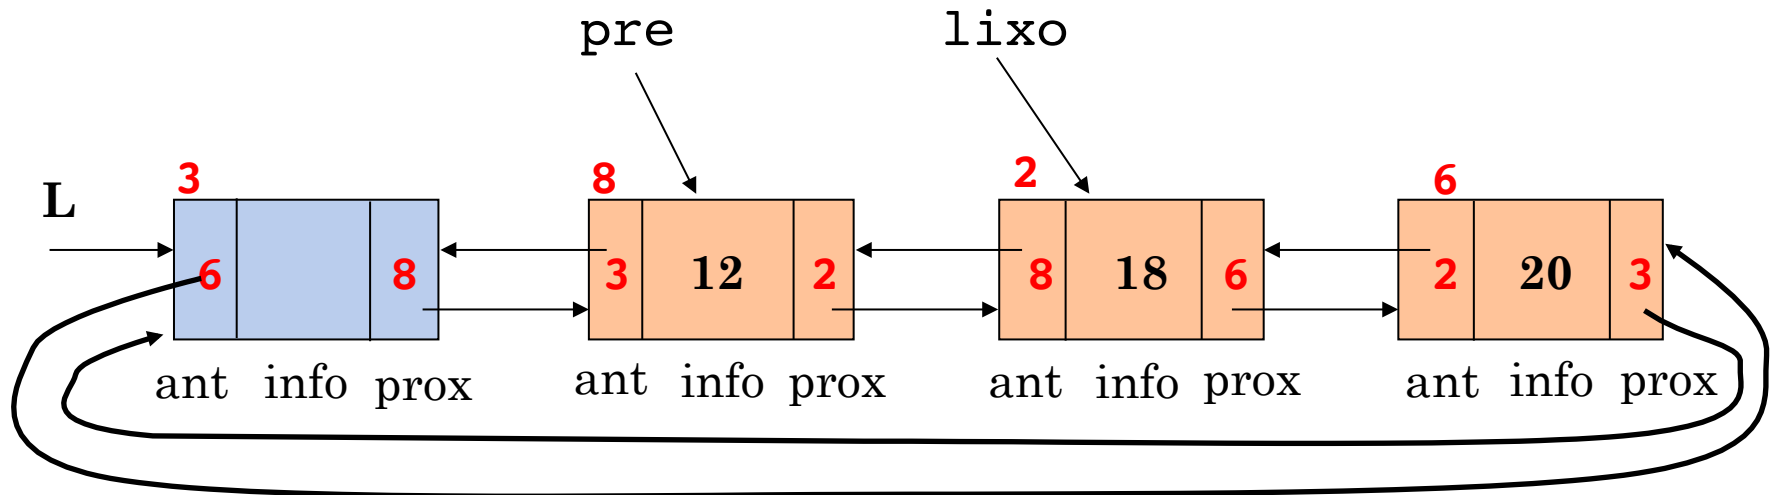 pre lixo
3 8 2 6
L
6 8 3 12 2 8 18 6 2 20 3
ant info prox ant info prox ant info prox ant info prox